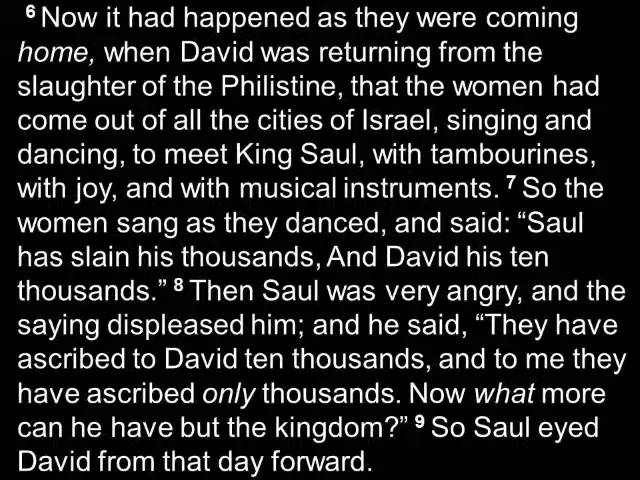 6 Now it had happened as they were coming
home, when David was returning from the
slaughter of the Philistine, that the women had
come out of all the cities of Israel, singing and
dancing, to meet King Saul, with tambourines,
with joy, and with musical instruments. 7 So the
women sang as they danced, and said: “Saul
has slain his thousands, And David his ten
thousands.” 8 Then Saul was very angry, and the
saying displeased him; and he said, “They have
ascribed to David ten thousands, and to me they
have ascribed only thousands. Now what more
can he have but the kingdom?” 9 So Saul eyed
David from that day forward.